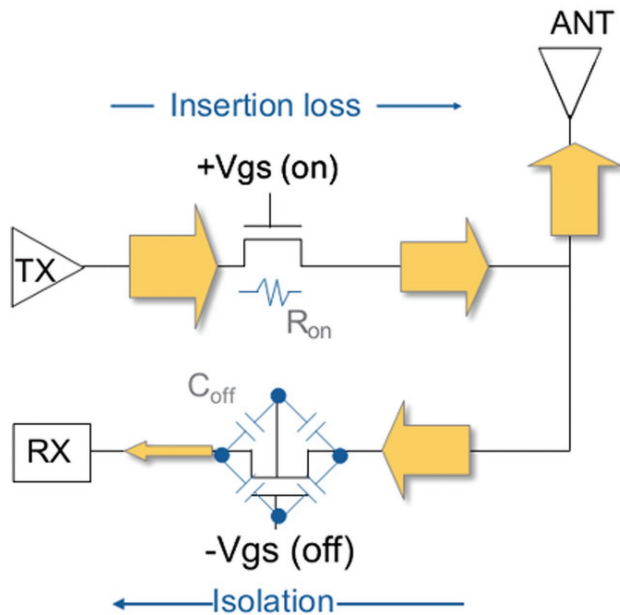 ANT
Insertion loss
+Vgs (on)
TX
Ron
Coff
RX
-Vgs (off)
Isolation